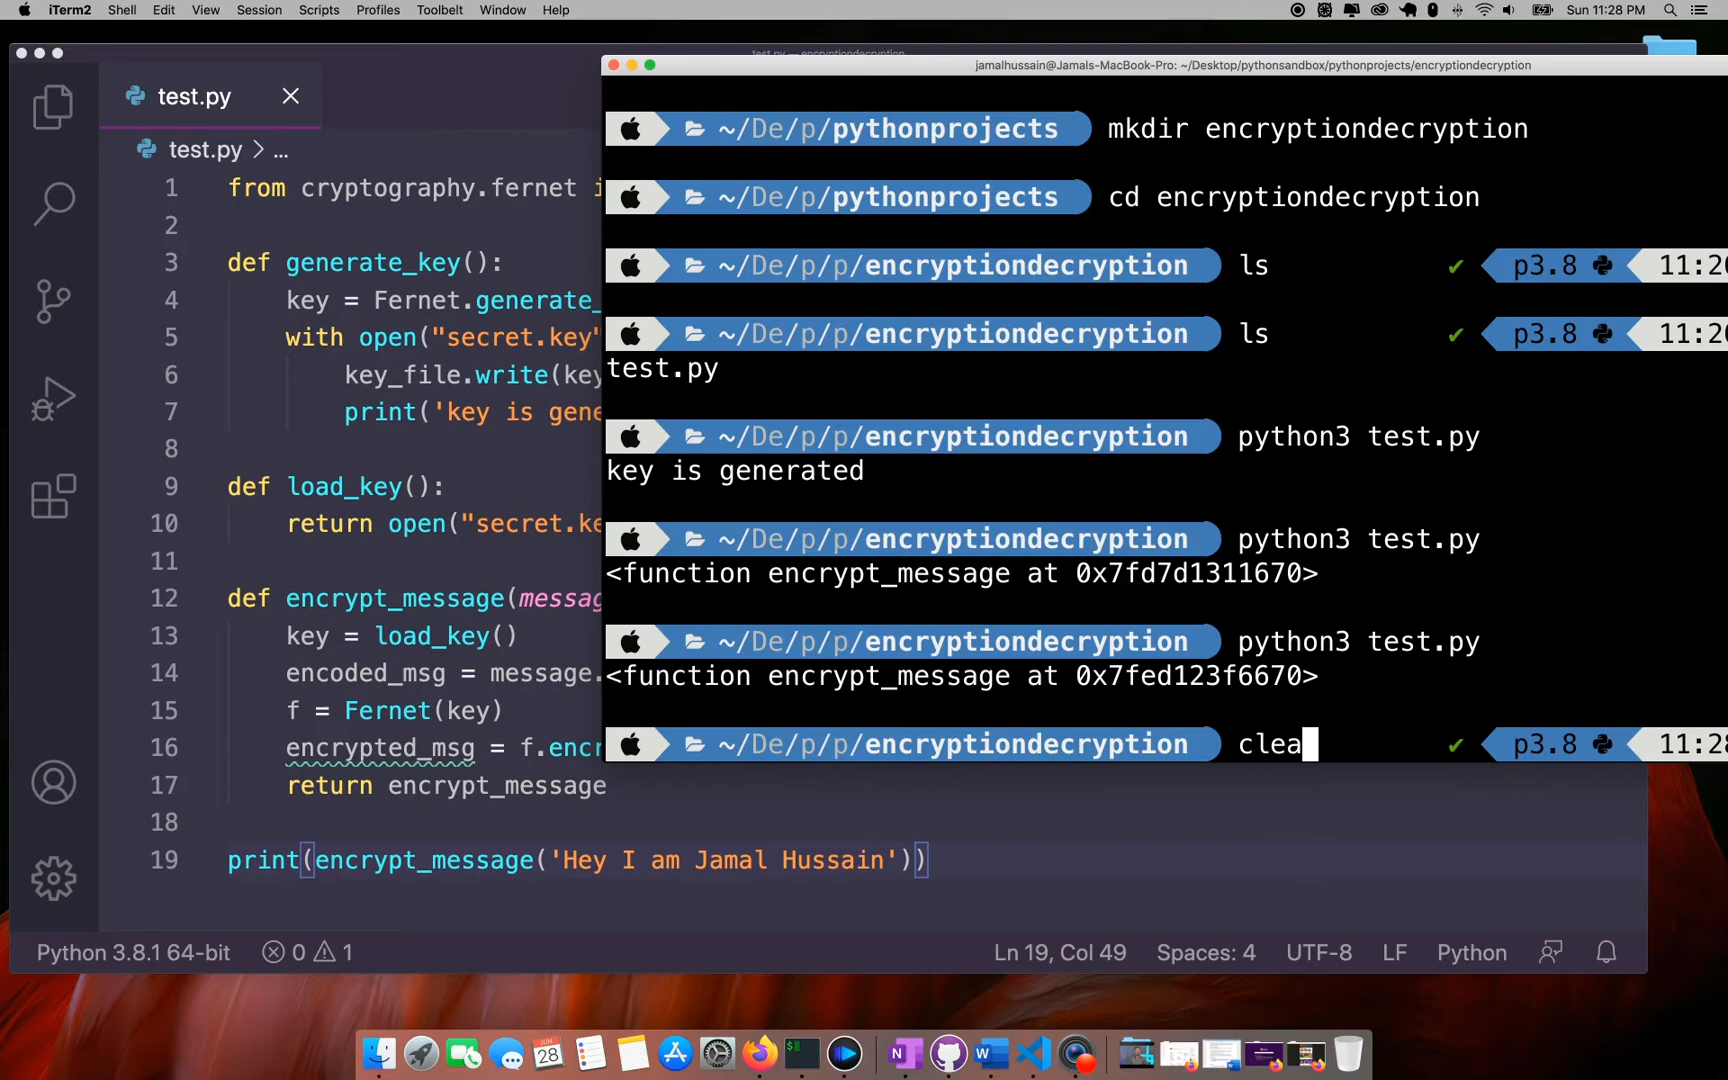 iTerm2 Shell Edit View Session Scripts Profiles Toolbelt Window Help Sun 11:28 PM
test.py — encryptiondecryption
jamalhussain@Jamals-MacBook-Pro: ~/Desktop/pythonsandbox/pythonprojects/encryptiondecryption
test.py
test.py > ...
1 from cryptography.fernet i
2
3 def generate_key():
4 key = Fernet.generate_
5 with open("secret.key"
6 key_file.write(key
7 print('key is gene
8
9 def load_key():
10 return open("secret.ke
11
12 def encrypt_message(messag
13 key = load_key()
14 encoded_msg = message.
15 f = Fernet(key)
16 encrypted_msg = f.encr
17 return encrypt_message
18
19 print(encrypt_message('Hey I am Jamal Hussain'))
~/De/p/pythonprojects mkdir encryptiondecryption
~/De/p/pythonprojects cd encryptiondecryption
~/De/p/p/encryptiondecryption ls ✔ p3.8
~/De/p/p/encryptiondecryption ls ✔ p3.8
test.py
~/De/p/p/encryptiondecryption python3 test.py
key is generated
~/De/p/p/encryptiondecryption python3 test.py
<function encrypt_message at 0x7fd7d1311670>
~/De/p/p/encryptiondecryption python3 test.py
<function encrypt_message at 0x7fed123f6670>
~/De/p/p/encryptiondecryption clea ✔ p3.8 11:28
Python 3.8.1 64-bit 0 1 Ln 19, Col 49 Spaces: 4 UTF-8 LF Python
JUN
28